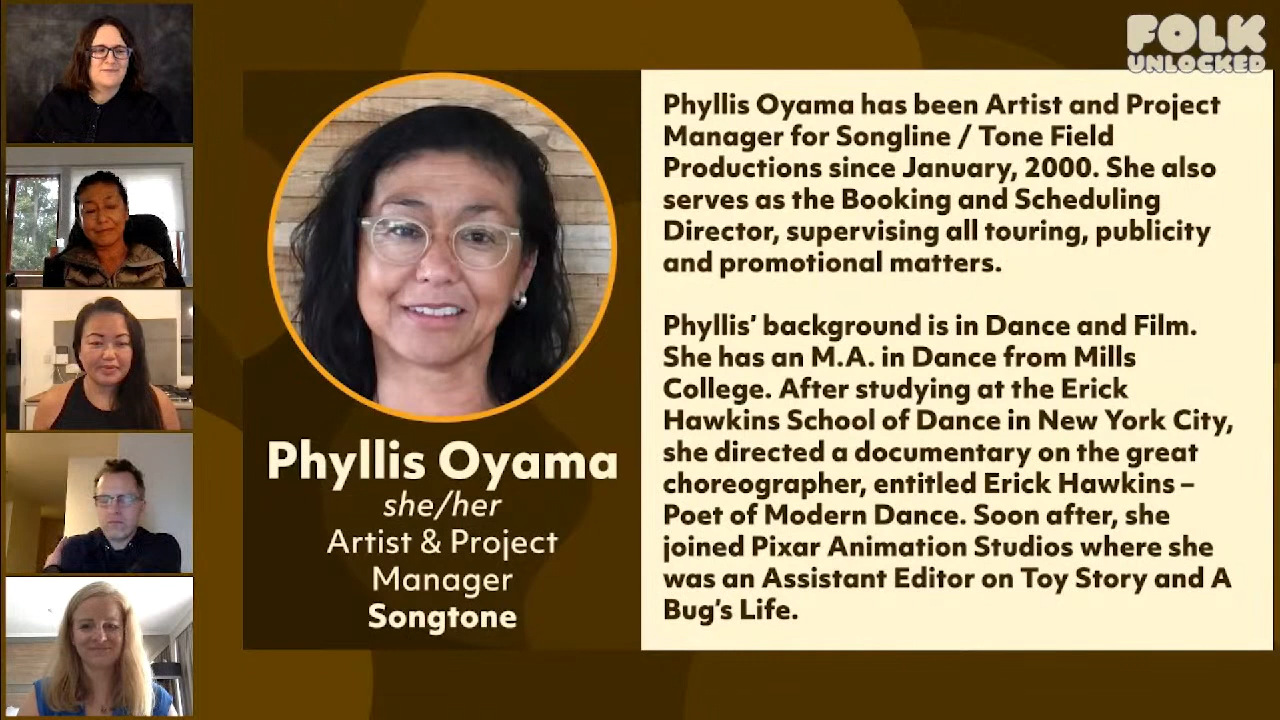 FOLK
UNLOCKED
Phyllis Oyama
she/her
Artist & Project
Manager
Songtone
Phyllis Oyama has been Artist and Project
Manager for Songline / Tone Field
Productions since January, 2000. She also
serves as the Booking and Scheduling
Director, supervising all touring, publicity
and promotional matters.
Phyllis’ background is in Dance and Film.
She has an M.A. in Dance from Mills
College. After studying at the Erick
Hawkins School of Dance in New York City,
she directed a documentary on the great
choreographer, entitled Erick Hawkins –
Poet of Modern Dance. Soon after, she
joined Pixar Animation Studios where she
was an Assistant Editor on Toy Story and A
Bug’s Life.